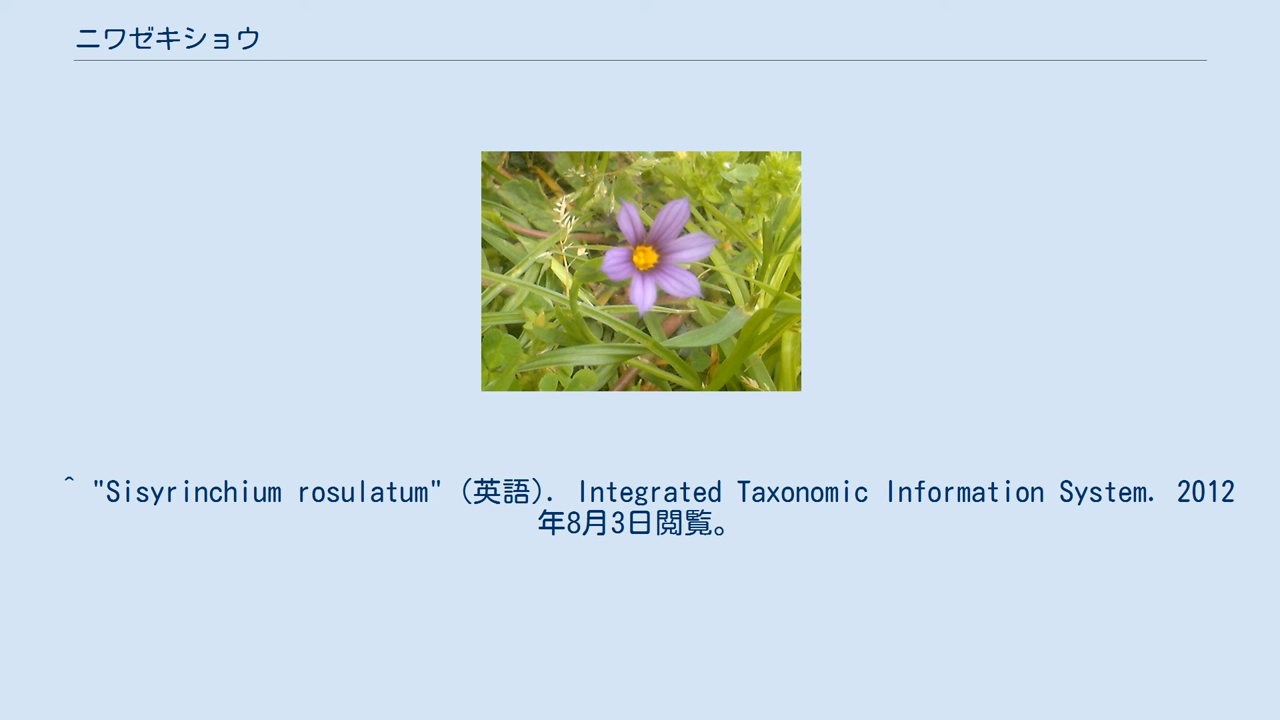 ニワゼキショウ
^ "Sisyrinchium rosulatum" (英語). Integrated Taxonomic Information System. 2012
年8月3日閲覧。